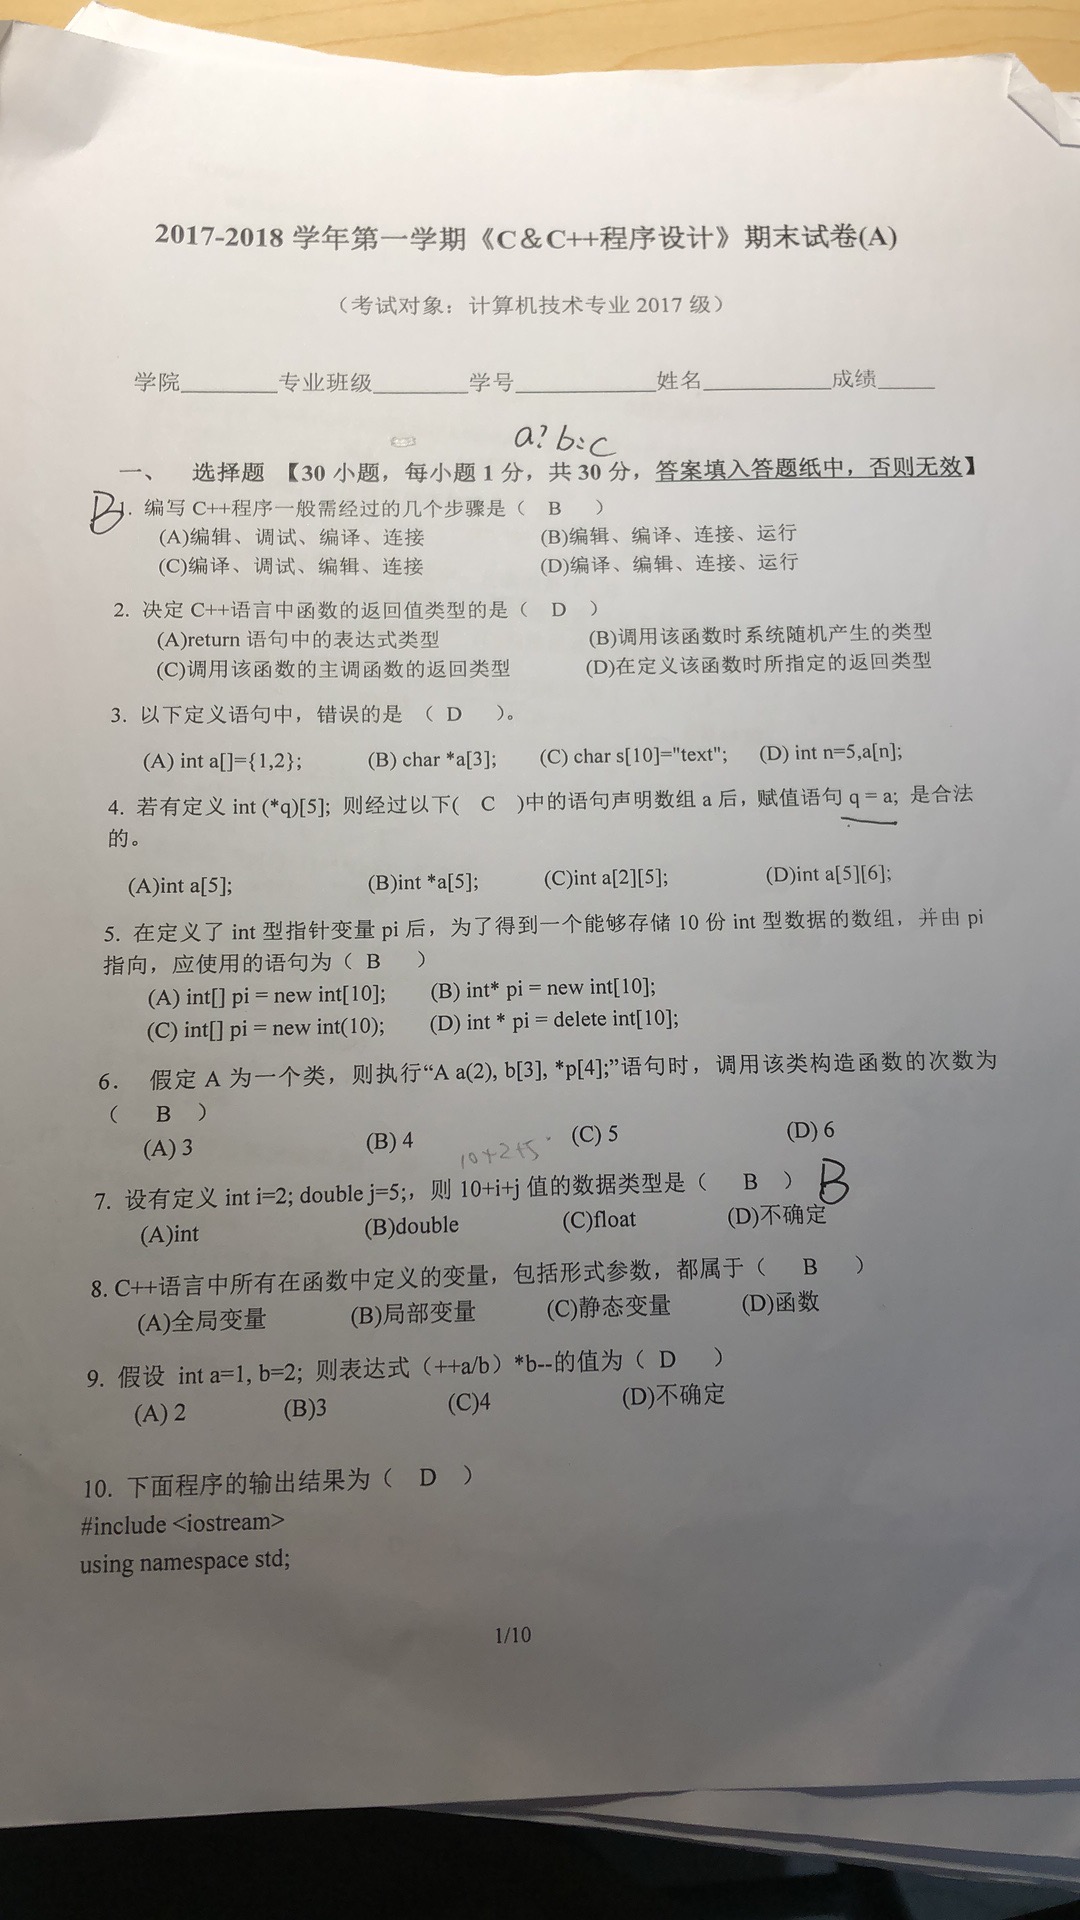 2017-2018 学年第一学期《C＆C++程序设计》期末试卷(A)
（考试对象：计算机技术专业 2017 级）
学院________专业班级________学号____________姓名___________成绩_____
a? b:c
一、 选择题 【30 小题，每小题 1 分，共 30 分，答案填入答题纸中，否则无效】
B
1. 编写 C++程序一般需经过的几个步骤是（ B ）
(A)编辑、调试、编译、连接 (B)编辑、编译、连接、运行
(C)编译、调试、编辑、连接 (D)编译、编辑、连接、运行
2. 决定 C++语言中函数的返回值类型的是（ D ）
(A)return 语句中的表达式类型 (B)调用该函数时系统随机产生的类型
(C)调用该函数的主调函数的返回类型 (D)在定义该函数时所指定的返回类型
3. 以下定义语句中，错误的是 （ D ）。
(A) int a[]={1,2}; (B) char *a[3]; (C) char s[10]="text"; (D) int n=5,a[n];
4. 若有定义 int (*q)[5]; 则经过以下( C )中的语句声明数组 a 后，赋值语句 q = a; 是合法
的。
(A)int a[5]; (B)int *a[5]; (C)int a[2][5]; (D)int a[5][6];
5. 在定义了 int 型指针变量 pi 后，为了得到一个能够存储 10 份 int 型数据的数组，并由 pi
指向，应使用的语句为（ B ）
(A) int[] pi = new int[10]; (B) int* pi = new int[10];
(C) int[] pi = new int(10); (D) int * pi = delete int[10];
6. 假定 A 为一个类，则执行“A a(2), b[3], *p[4];”语句时，调用该类构造函数的次数为
（ B ）
(A) 3 (B) 4 (C) 5 (D) 6
10+2+5
7. 设有定义 int i=2; double j=5;，则 10+i+j 值的数据类型是（ B ） B
(A)int (B)double (C)float (D)不确定
8. C++语言中所有在函数中定义的变量，包括形式参数，都属于（ B ）
(A)全局变量 (B)局部变量 (C)静态变量 (D)函数
9. 假设 int a=1, b=2; 则表达式（++a/b）*b--的值为（ D ）
(A) 2 (B)3 (C)4 (D)不确定
10. 下面程序的输出结果为（ D ）
#include <iostream>
using namespace std;
1/10